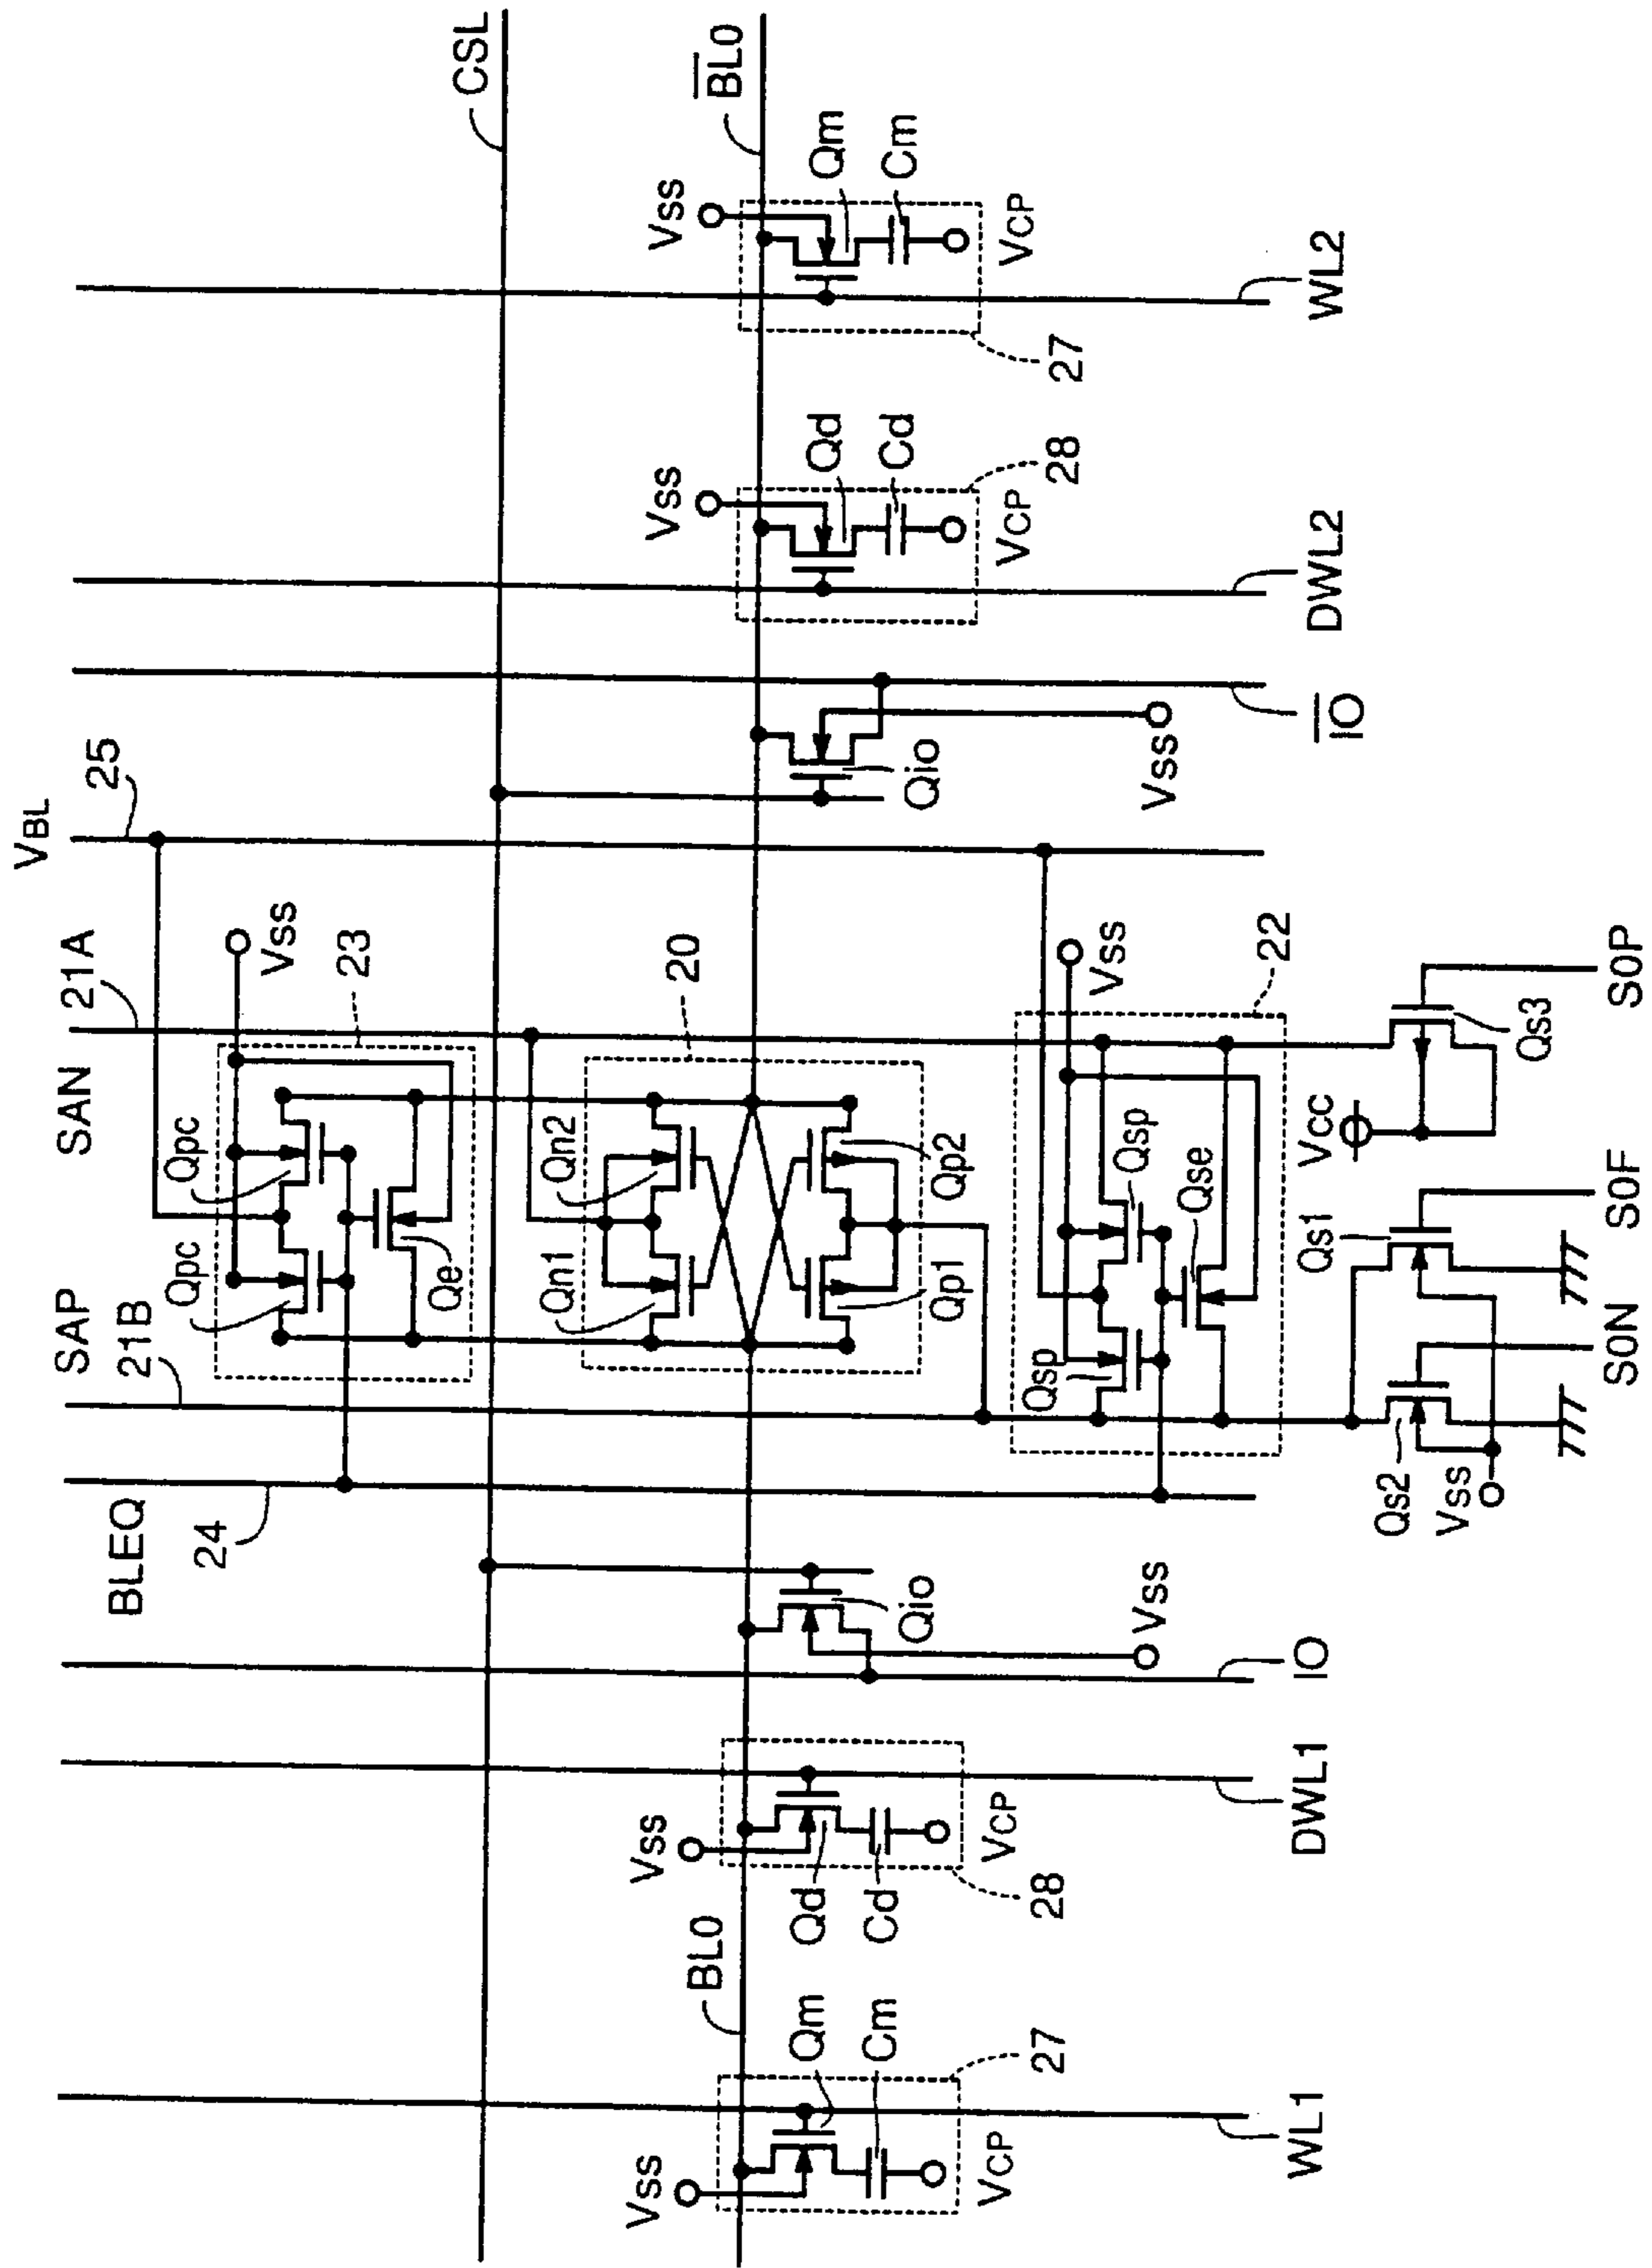 VBL
SAN
21A
25
SAP
21B
BLEQ
24
Vss
23
Qpc
Qpc
Qe
CSL
20
Qn1
Qn2
Qp1
Qp2
BL0
B̅L̅0̅
Vss
Qm
Cm
VCP
27
WL1
Vss
Qd
Cd
VCP
28
DWL1
Qio
Vss
IO
Qio
Vss
I̅O̅
Vss
Qd
Cd
VCP
28
DWL2
Vss
Qm
Cm
VCP
27
WL2
Vss
22
Qsp
Qsp
Qse
Qs2
Vss
S0N
Qs1
S0F
Vcc
Qs3
S0P